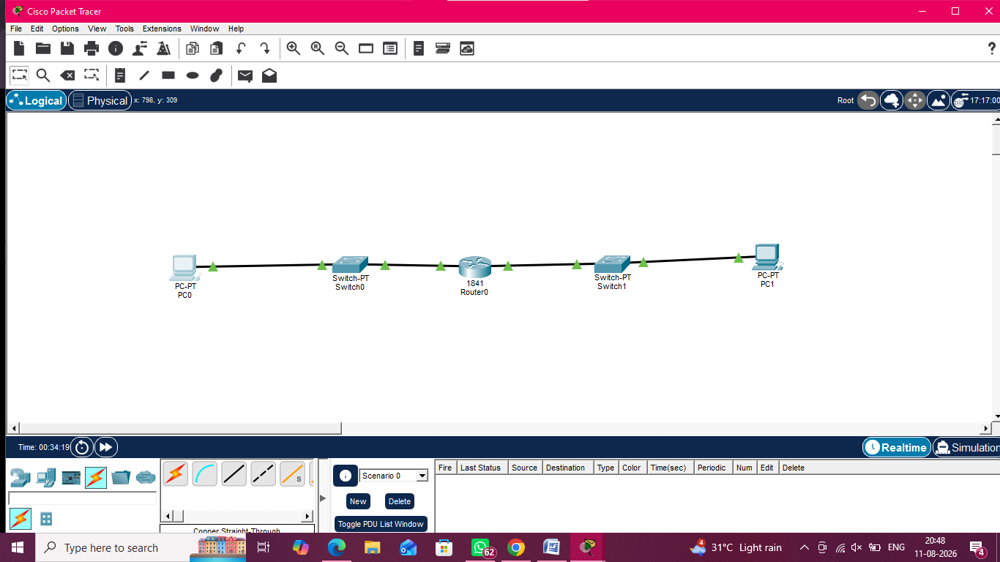 Cisco Packet Tracer
File Edit Options View Tools Extensions Window Help
?
Logical Physical x: 798, y: 309 Root 17:17:00
PC-PT
PC0
Switch-PT
Switch0
1841
Router0
Switch-PT
Switch1
PC-PT
PC1
Time: 00:34:19 Realtime Simulation
S
Scenario 0
New Delete
Toggle PDU List Window
Fire Last Status Source Destination Type Color Time(sec) Periodic Num Edit Delete
Copper Straight-Through
Type here to search
62
4
31°C Light rain
ENG
20:48
11-08-2026
4